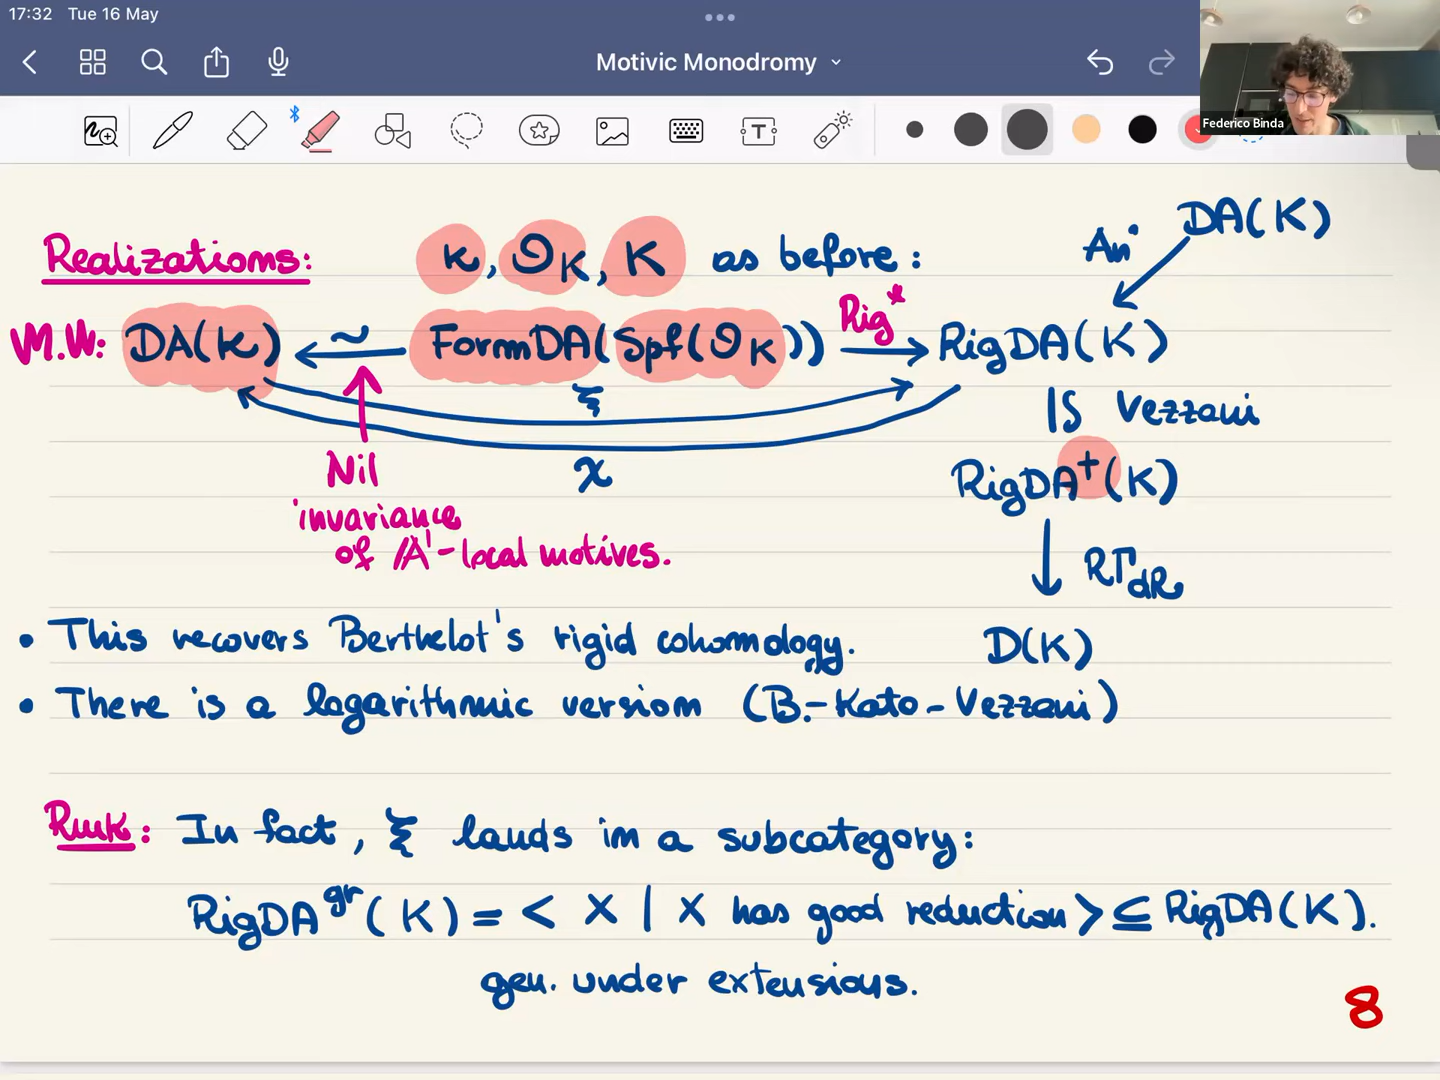 17:32 Tue 16 May
Motivic Monodromy
Federico Binda
DA(K)
An
Realizations: k, 𝒪_K, K as before:
Rig*
M.W: DA(k) ←~ FormDA(Spf(𝒪_K)) → RigDA(K)
ξ
IS Vezzani
χ
Nil
RigDA†(K)
invariance
of A¹-local motives.
RΓ_dR
• This recovers Berthelot's rigid cohomology. D(K)
• There is a logarithmic version (B.-Kato-Vezzani)
Rmk: In fact, ξ lands in a subcategory:
RigDA^gr(K) = < X | X has good reduction > ⊆ RigDA(K).
gen. under extensions.
8